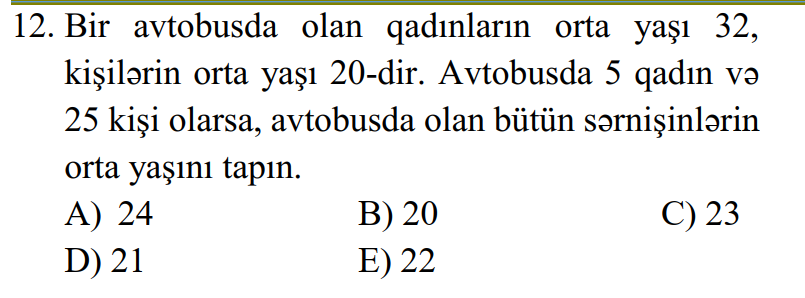 12. Bir avtobusda olan qadınların orta yaşı 32,
kişilərin orta yaşı 20-dir. Avtobusda 5 qadın və
25 kişi olarsa, avtobusda olan bütün sərnişinlərin
orta yaşını tapın.
A) 24 B) 20 C) 23
D) 21 E) 22